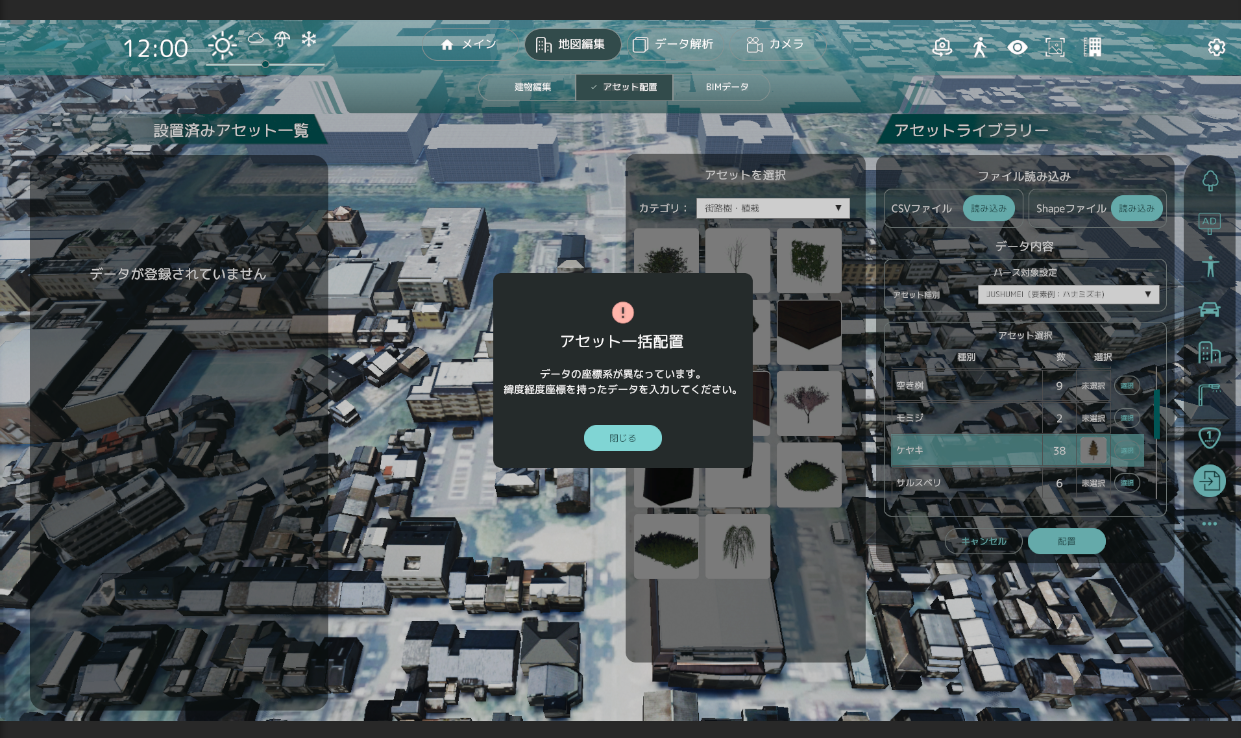 12:00
メイン
地図編集
データ解析
カメラ
建物編集
✓ アセット配置
BIMデータ
設置済みアセット一覧
データが登録されていません
アセットを選択
カテゴリ：
街路樹・植栽 ▼
アセットライブラリー
ファイル読み込み
CSVファイル
読み込み
Shapeファイル
読み込み
データ内容
パース対象設定
アセット種別
JUSHUMEI（要素例：ハナミズキ） ▼
アセット選択
種別 数 選択
空き桝 9 未選択 選択
モミジ 2 未選択 選択
ケヤキ 38 選択
サルスベリ 6 未選択 選択
キャンセル
配置
AD
1
アセット一括配置
データの座標系が異なっています。
緯度経度座標を持ったデータを入力してください。
閉じる